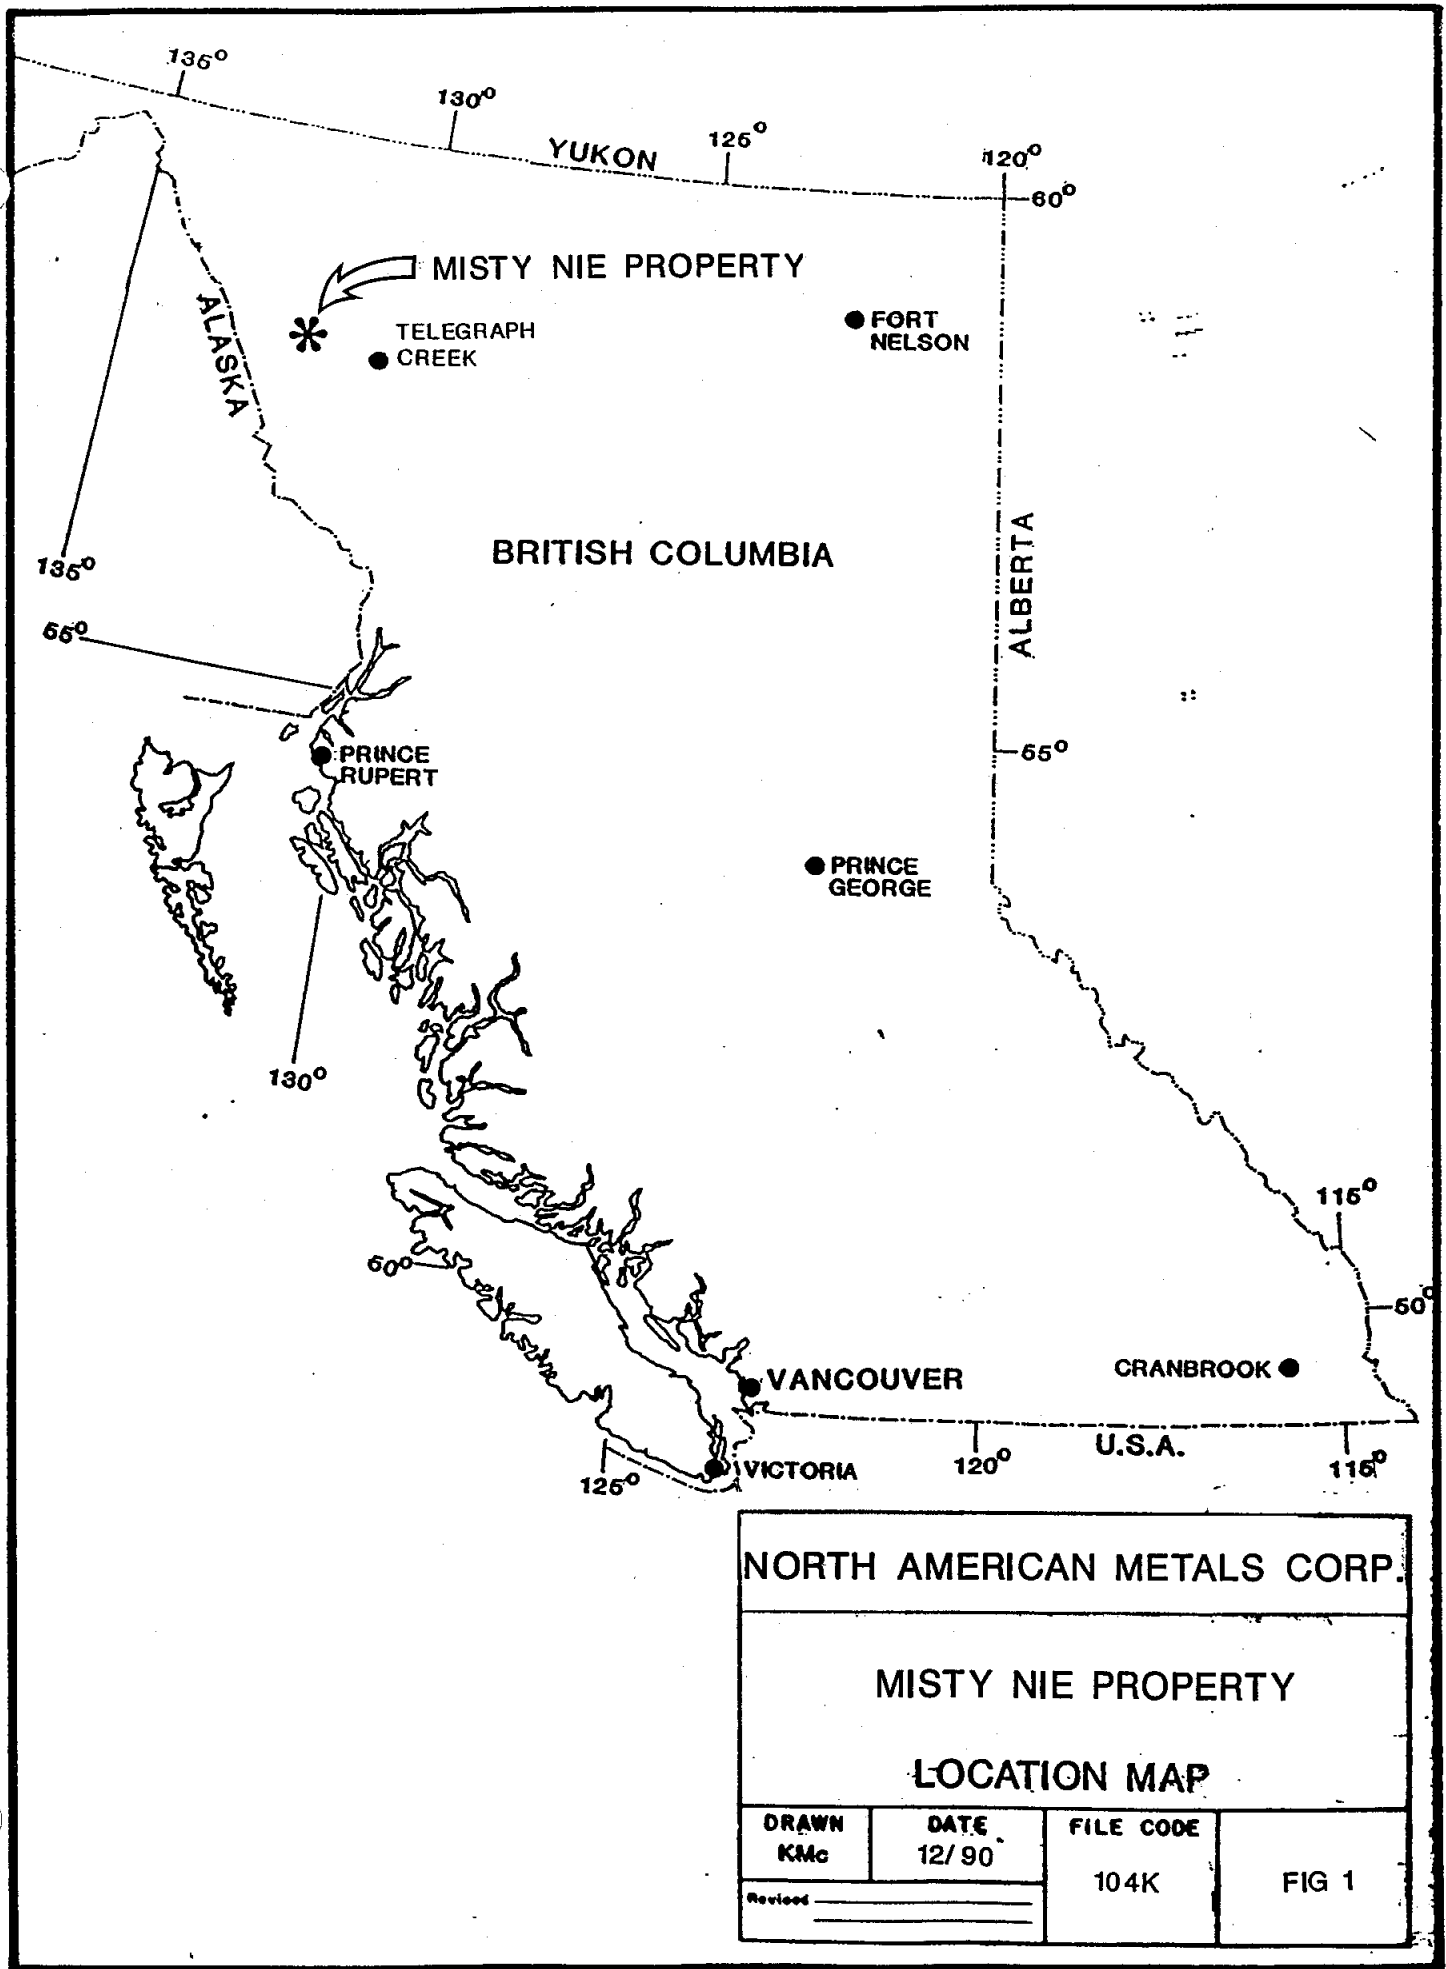 135°
130°
125°
120°
YUKON
60°
MISTY NIE PROPERTY
TELEGRAPH
CREEK
FORT
NELSON
ALASKA
BRITISH COLUMBIA
ALBERTA
135°
55°
PRINCE
RUPERT
55°
PRINCE
GEORGE
130°
115°
50°
50°
CRANBROOK
VANCOUVER
U.S.A.
VICTORIA
125°
120°
115°
NORTH AMERICAN METALS CORP.
MISTY NIE PROPERTY
LOCATION MAP
DRAWN
KMc
DATE
12/90
FILE CODE
104K
FIG 1
Revised